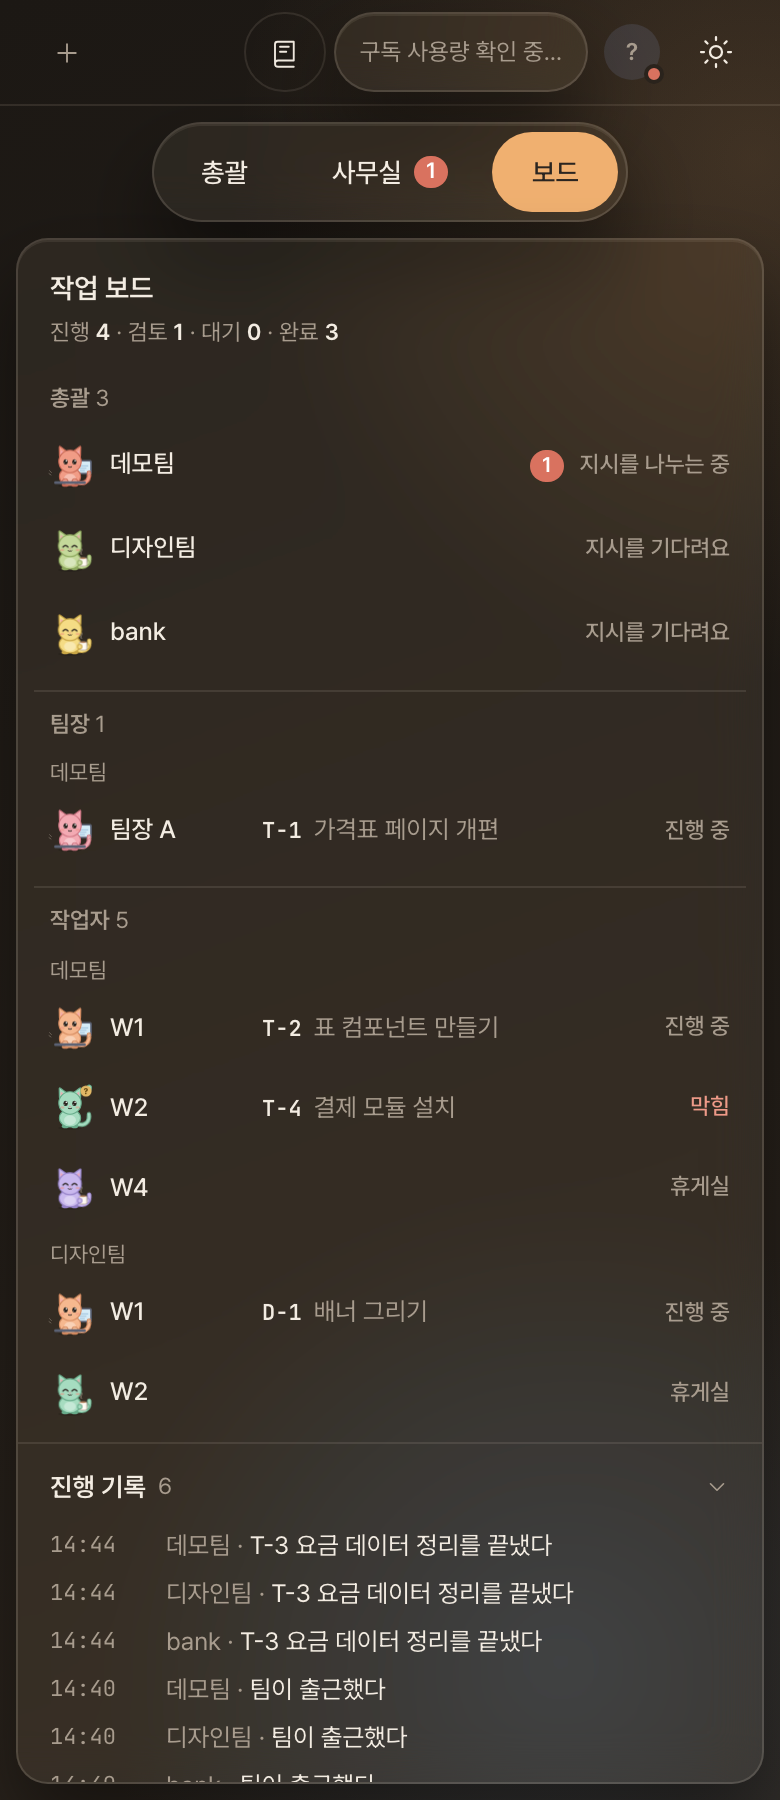 +
구독 사용량 확인 중...
?
총괄 사무실 1 보드
작업 보드
진행 4 · 검토 1 · 대기 0 · 완료 3
총괄 3
데모팀 1 지시를 나누는 중
디자인팀 지시를 기다려요
bank 지시를 기다려요
팀장 1
데모팀
팀장 A T-1 가격표 페이지 개편 진행 중
작업자 5
데모팀
W1 T-2 표 컴포넌트 만들기 진행 중
W2 T-4 결제 모듈 설치 막힘
W4 휴게실
디자인팀
W1 D-1 배너 그리기 진행 중
W2 휴게실
진행 기록 6
14:44 데모팀 · T-3 요금 데이터 정리를 끝냈다
14:44 디자인팀 · T-3 요금 데이터 정리를 끝냈다
14:44 bank · T-3 요금 데이터 정리를 끝냈다
14:40 데모팀 · 팀이 출근했다
14:40 디자인팀 · 팀이 출근했다
14:40 bank · 팀이 출근했다